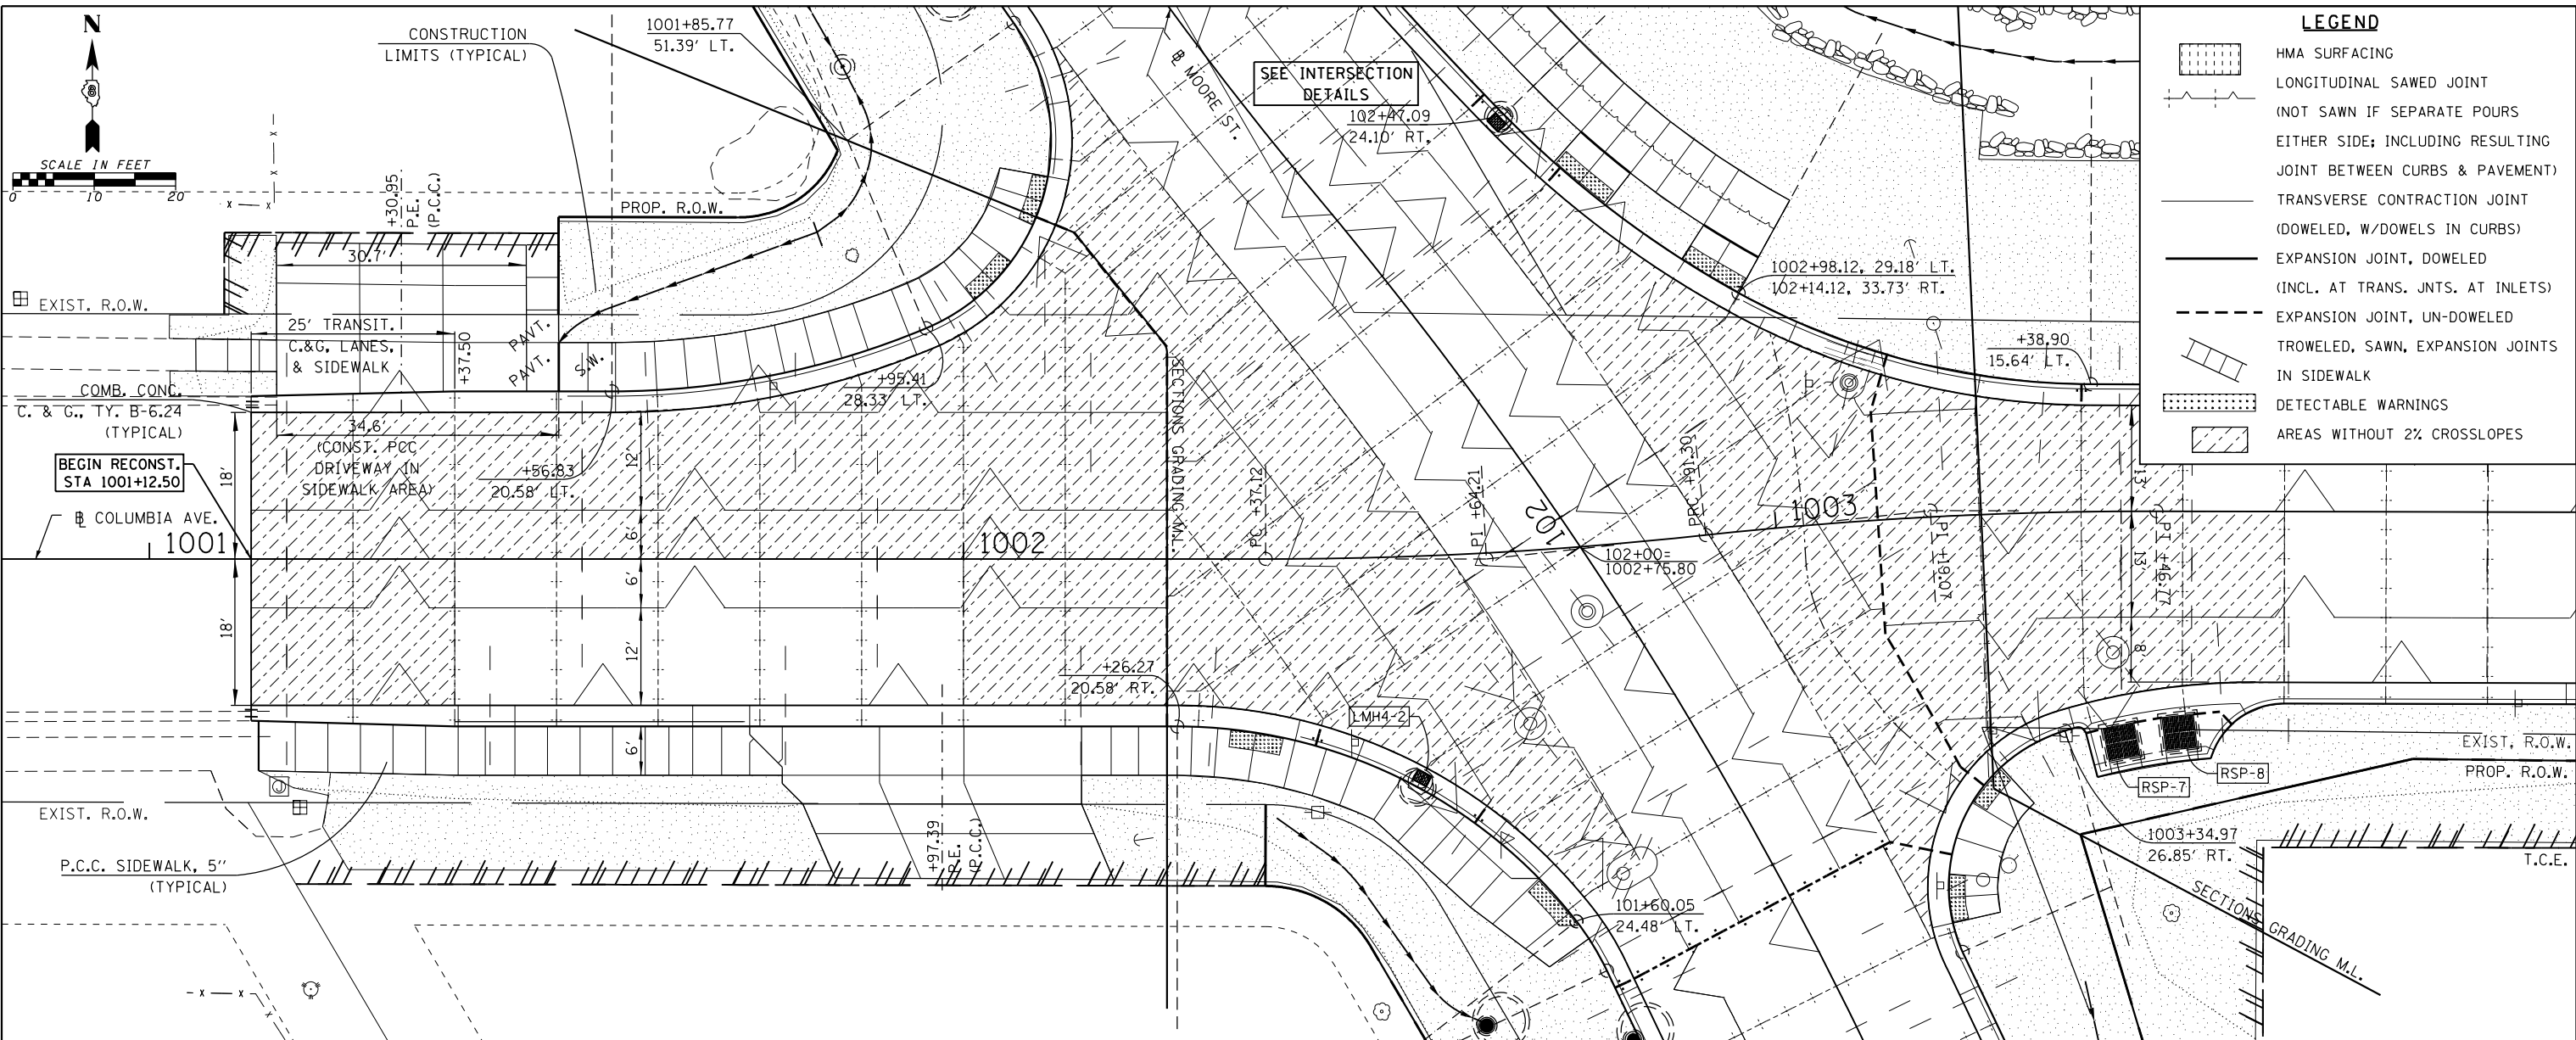 N
8
SCALE IN FEET
0 10 20
CONSTRUCTION
LIMITS (TYPICAL)
1001+85.77
51.39' LT.
℄ MOORE ST.
SEE INTERSECTION
DETAILS
102+47.09
24.10' RT.
+30.95
P.E.
(P.C.C.)
PROP. R.O.W.
30.7'
EXIST. R.O.W.
25' TRANSIT.
C.&G, LANES,
& SIDEWALK
+37.50
PAVT.
PAVT.
S.W.
COMB. CONC.
C. & G., TY. B-6.24
(TYPICAL)
+95.41
28.33' LT.
34.6'
(CONST. PCC
DRIVEWAY IN
SIDEWALK AREA)
+56.83
20.58' LT.
BEGIN RECONST.
STA 1001+12.50
18'
12'
6'
℄ COLUMBIA AVE.
1001
1002
6'
18'
12'
6'
SECTIONS GRADING M.L.
PC +37.12
PI +64.21
102
PRC +91.30
1003
102+00=
1002+75.80
1002+98.12, 29.18' LT.
102+14.12, 33.73' RT.
+38.90
15.64' LT.
PI +19.07
PI +46.77
13'
13'
8'
+26.27
20.58' RT.
LMH4-2
+97.39
P.E.
(P.C.C.)
J
EXIST. R.O.W.
P.C.C. SIDEWALK, 5''
(TYPICAL)
101+60.05
24.48' LT.
EXIST. R.O.W.
PROP. R.O.W.
RSP-8
RSP-7
1003+34.97
26.85' RT.
T.C.E.
SECTIONS GRADING M.L.
LEGEND
HMA SURFACING
LONGITUDINAL SAWED JOINT
(NOT SAWN IF SEPARATE POURS
EITHER SIDE; INCLUDING RESULTING
JOINT BETWEEN CURBS & PAVEMENT)
TRANSVERSE CONTRACTION JOINT
(DOWELED, W/DOWELS IN CURBS)
EXPANSION JOINT, DOWELED
(INCL. AT TRANS. JNTS. AT INLETS)
EXPANSION JOINT, UN-DOWELED
TROWELED, SAWN, EXPANSION JOINTS
IN SIDEWALK
DETECTABLE WARNINGS
AREAS WITHOUT 2% CROSSLOPES